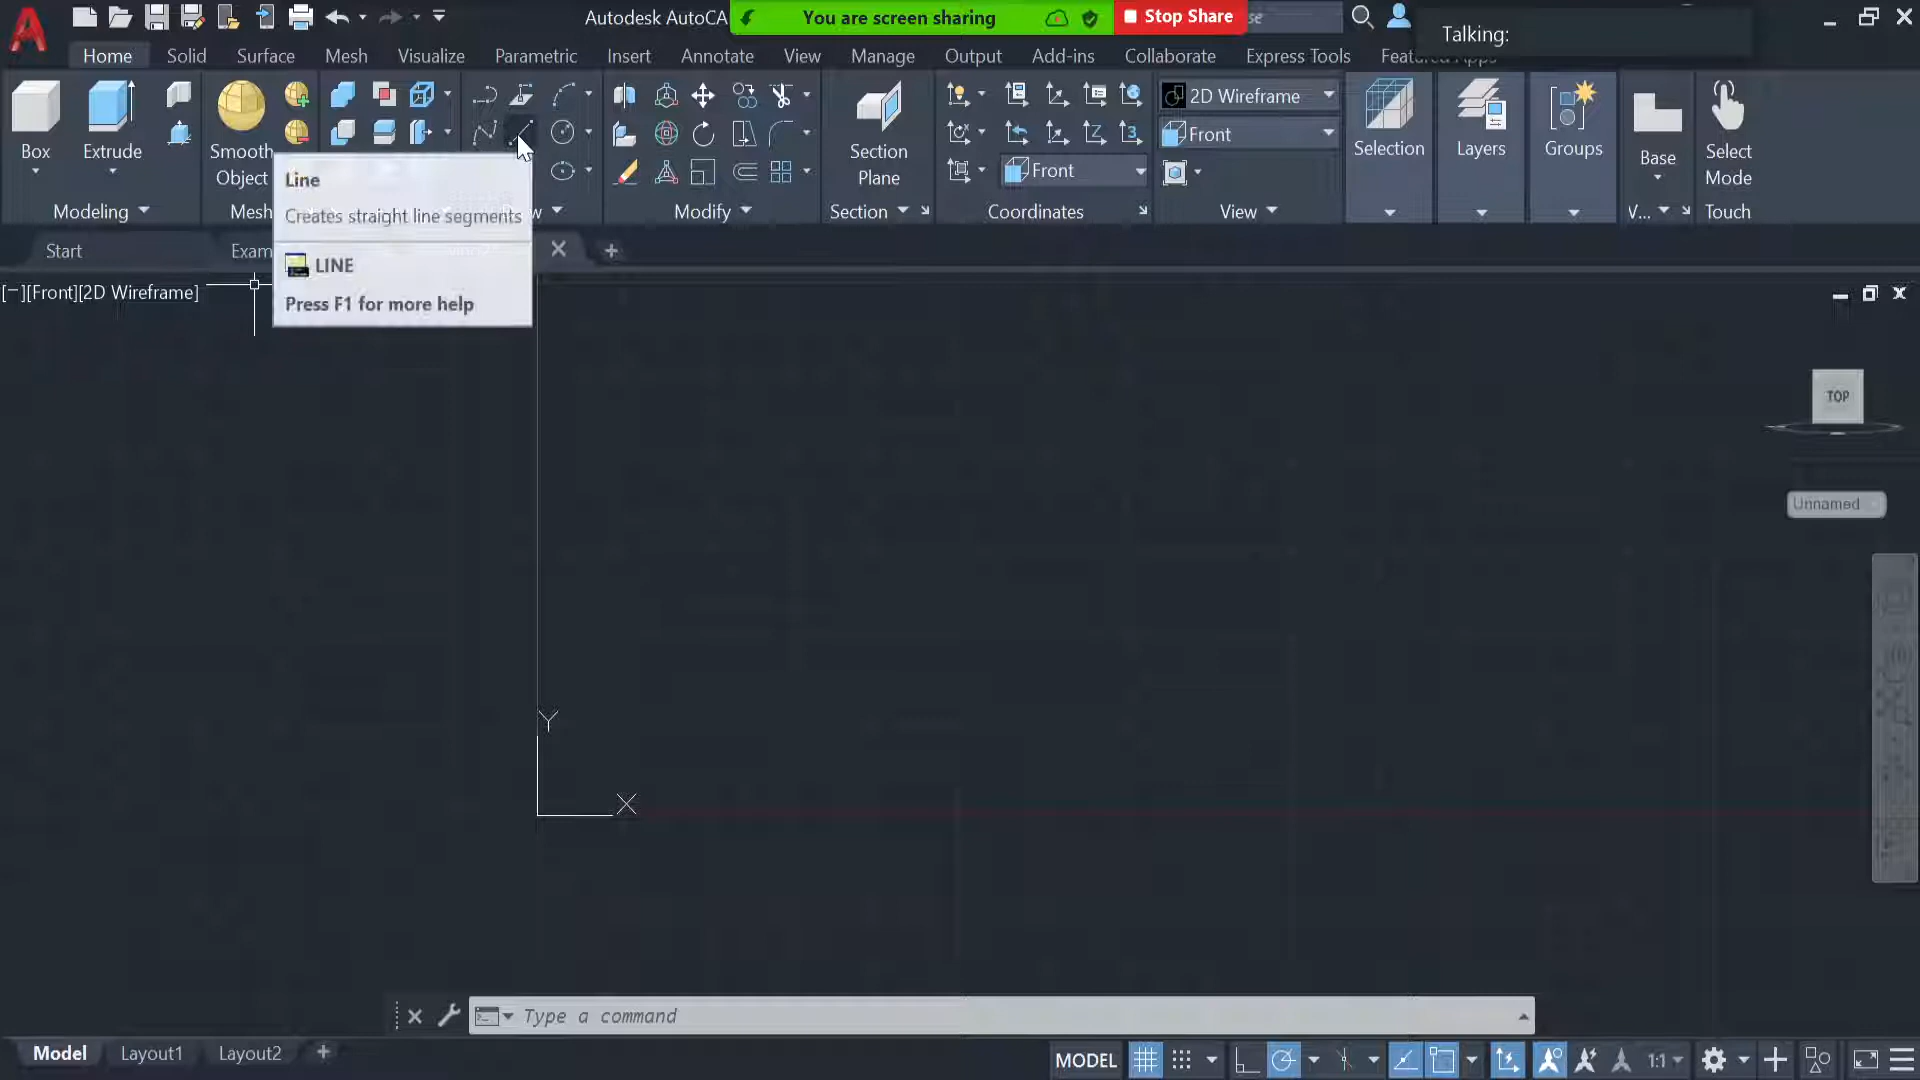 Autodesk AutoCA
You are screen sharing
Stop Share
se
Talking:
Home
Solid
Surface
Mesh
Visualize
Parametric
Insert
Annotate
View
Manage
Output
Add-ins
Collaborate
Express Tools
Featured Apps
2D Wireframe
Front
Front
Box
Extrude
Smooth
Object
Section
Plane
Selection
Layers
Groups
Base
Select
Mode
Modeling
Mesh
w
Modify
Section
Coordinates
View
V...
Touch
Line
Creates straight line segments
LINE
Press F1 for more help
Start
Exam
[−][Front][2D Wireframe]
TOP
Unnamed
Y
X
Type a command
Model
Layout1
Layout2
MODEL
1:1